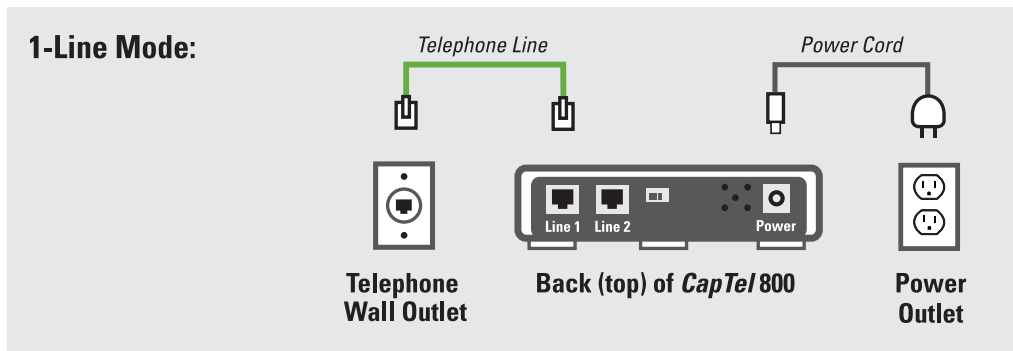 1-Line Mode:
Telephone Line
Power Cord
Line 1
Line 2
Power
Telephone
Wall Outlet
Back (top) of CapTel 800
Power
Outlet